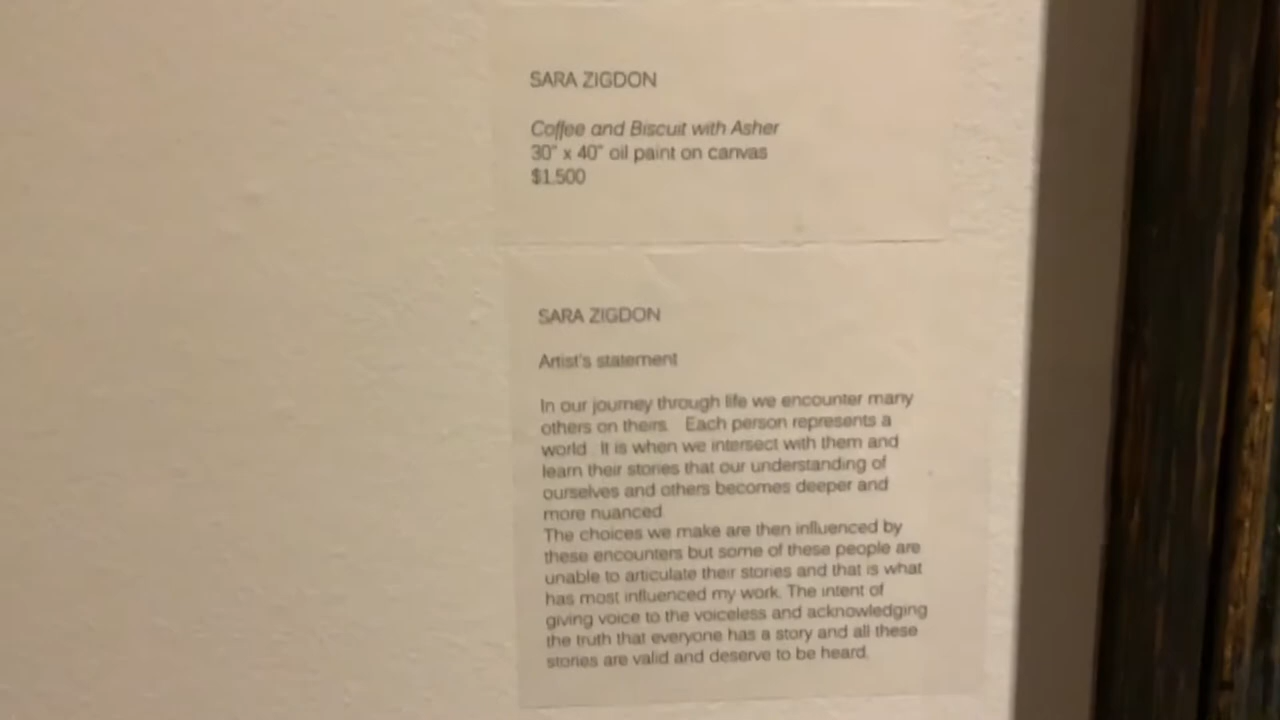 SARA ZIGDON
Coffee and Biscuit with Asher
30" x 40" oil paint on canvas
$1,500
SARA ZIGDON
Artist's statement
In our journey through life we encounter many
others on theirs. Each person represents a
world. It is when we intersect with them and
learn their stories that our understanding of
ourselves and others becomes deeper and
more nuanced.
The choices we make are then influenced by
these encounters but some of these people are
unable to articulate their stories and that is what
has most influenced my work. The intent of
giving voice to the voiceless and acknowledging
the truth that everyone has a story and all these
stories are valid and deserve to be heard.